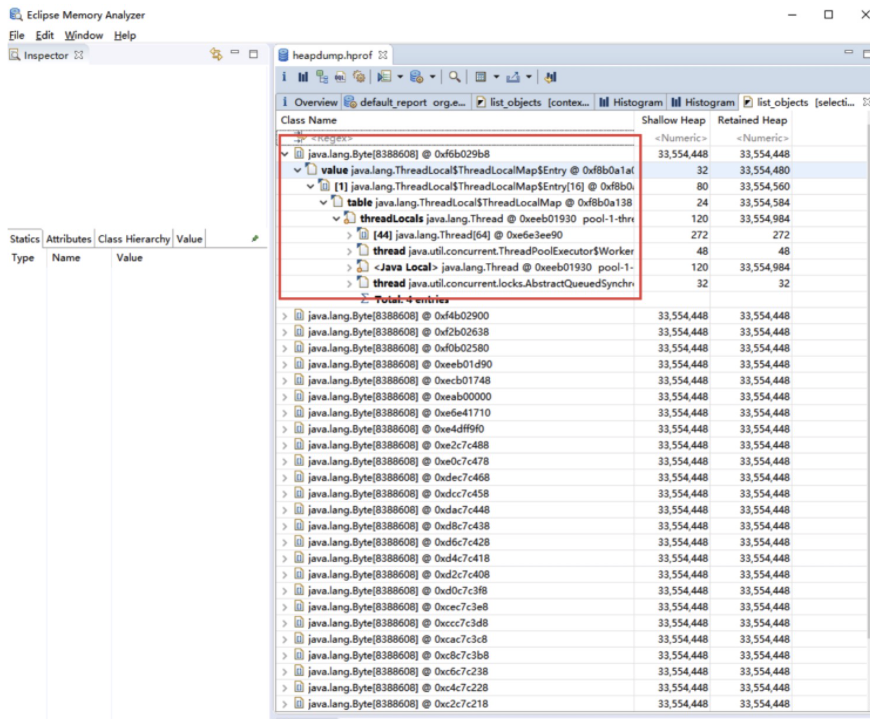 Eclipse Memory Analyzer
File Edit Window Help
Inspector
heapdump.hprof
Overview default_report org.e... list_objects [contex... Histogram Histogram list_objects [selecti...
Class Name Shallow Heap Retained Heap
<Regex> <Numeric> <Numeric>
java.lang.Byte[8388608] @ 0xf6b029b8 33,554,448 33,554,448
value java.lang.ThreadLocal$ThreadLocalMap$Entry @ 0xf8b0a1a0 32 33,554,480
[1] java.lang.ThreadLocal$ThreadLocalMap$Entry[16] @ 0xf8b0a 80 33,554,560
table java.lang.ThreadLocal$ThreadLocalMap @ 0xf8b0a138 24 33,554,584
threadLocals java.lang.Thread @ 0xeeb01930 pool-1-thre 120 33,554,984
[44] java.lang.Thread[64] @ 0xe6e3ee90 272 272
thread java.util.concurrent.ThreadPoolExecutor$Worker 48 48
<Java Local> java.lang.Thread @ 0xeeb01930 pool-1- 120 33,554,984
thread java.util.concurrent.locks.AbstractQueuedSynchr 32 32
Total: 4 entries
Statics Attributes Class Hierarchy Value
Type Name Value
java.lang.Byte[8388608] @ 0xf4b02900 33,554,448 33,554,448
java.lang.Byte[8388608] @ 0xf2b02638 33,554,448 33,554,448
java.lang.Byte[8388608] @ 0xf0b02580 33,554,448 33,554,448
java.lang.Byte[8388608] @ 0xeeb01d90 33,554,448 33,554,448
java.lang.Byte[8388608] @ 0xecb01748 33,554,448 33,554,448
java.lang.Byte[8388608] @ 0xeab00000 33,554,448 33,554,448
java.lang.Byte[8388608] @ 0xe6e41710 33,554,448 33,554,448
java.lang.Byte[8388608] @ 0xe4dff9f0 33,554,448 33,554,448
java.lang.Byte[8388608] @ 0xe2c7c488 33,554,448 33,554,448
java.lang.Byte[8388608] @ 0xe0c7c478 33,554,448 33,554,448
java.lang.Byte[8388608] @ 0xdec7c468 33,554,448 33,554,448
java.lang.Byte[8388608] @ 0xdcc7c458 33,554,448 33,554,448
java.lang.Byte[8388608] @ 0xdac7c448 33,554,448 33,554,448
java.lang.Byte[8388608] @ 0xd8c7c438 33,554,448 33,554,448
java.lang.Byte[8388608] @ 0xd6c7c428 33,554,448 33,554,448
java.lang.Byte[8388608] @ 0xd4c7c418 33,554,448 33,554,448
java.lang.Byte[8388608] @ 0xd2c7c408 33,554,448 33,554,448
java.lang.Byte[8388608] @ 0xd0c7c3f8 33,554,448 33,554,448
java.lang.Byte[8388608] @ 0xcec7c3e8 33,554,448 33,554,448
java.lang.Byte[8388608] @ 0xccc7c3d8 33,554,448 33,554,448
java.lang.Byte[8388608] @ 0xcac7c3c8 33,554,448 33,554,448
java.lang.Byte[8388608] @ 0xc8c7c3b8 33,554,448 33,554,448
java.lang.Byte[8388608] @ 0xc6c7c238 33,554,448 33,554,448
java.lang.Byte[8388608] @ 0xc4c7c228 33,554,448 33,554,448
java.lang.Byte[8388608] @ 0xc2c7c218 33,554,448 33,554,448